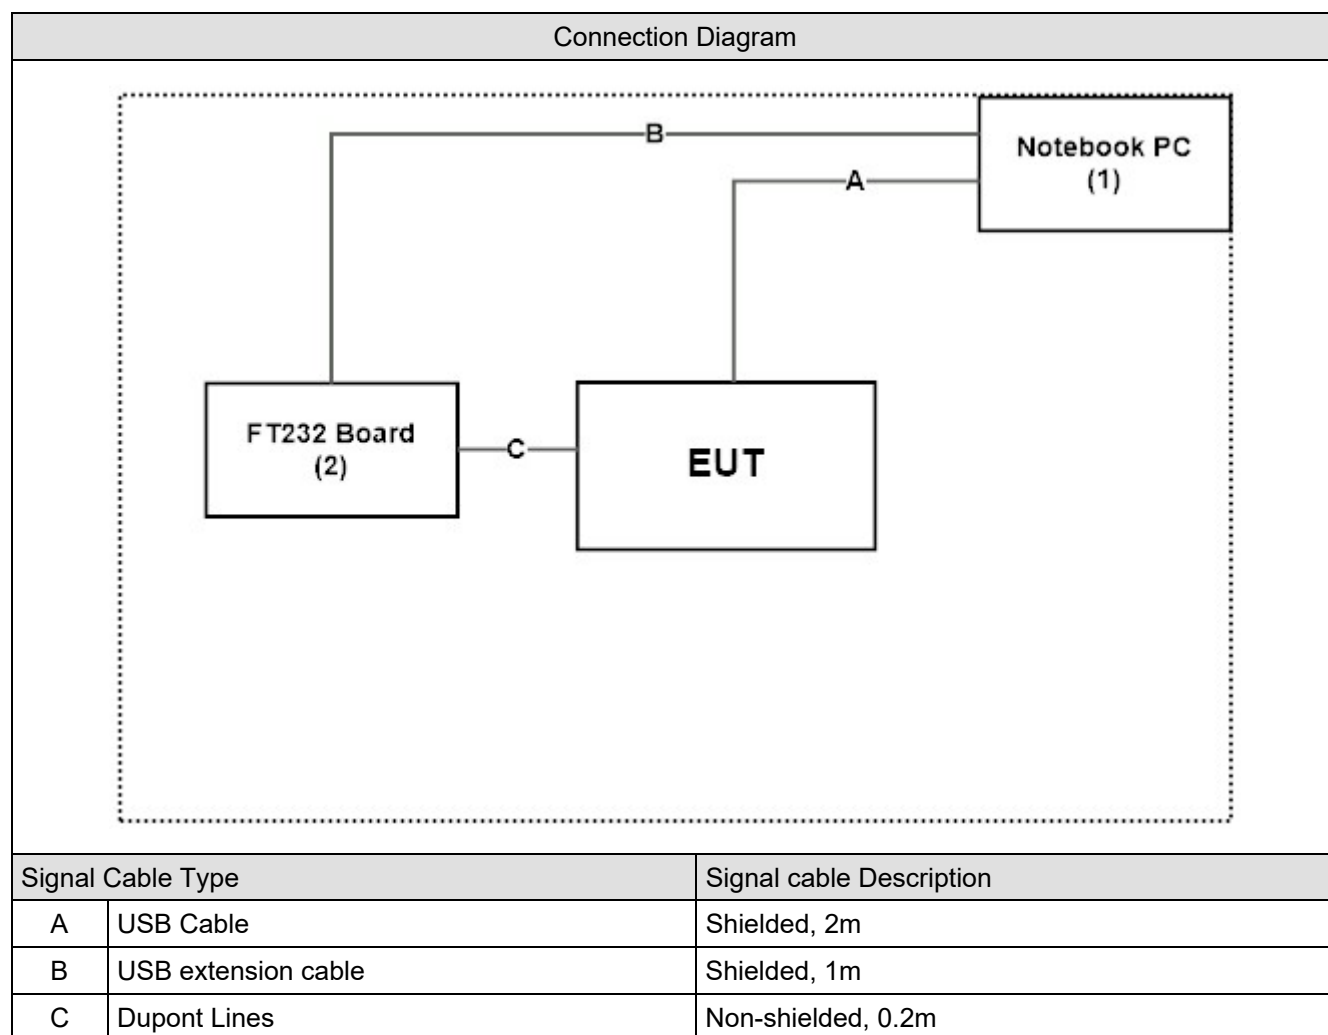 Connection Diagram
B
Notebook PC
(1)
A
FT232 Board
(2)
C
EUT
Signal Cable Type Signal cable Description
A USB Cable Shielded, 2m
B USB extension cable Shielded, 1m
C Dupont Lines Non-shielded, 0.2m